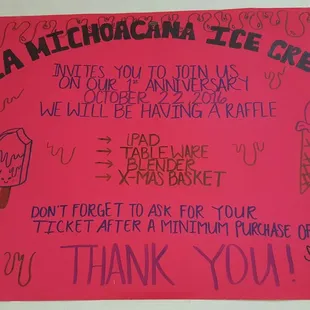 LA MICHOACANA ICE CRE
INVITES YOU TO JOIN US
ON OUR 1ST ANNIVERSARY
OCTOBER 22 2016
WE WILL BE HAVING A RAFFLE
→ IPAD
→ TABLEWARE
→ BLENDER
→ X-MAS BASKET
DON'T FORGET TO ASK FOR YOUR
TICKET AFTER A MINIMUM PURCHASE OF
THANK YOU!